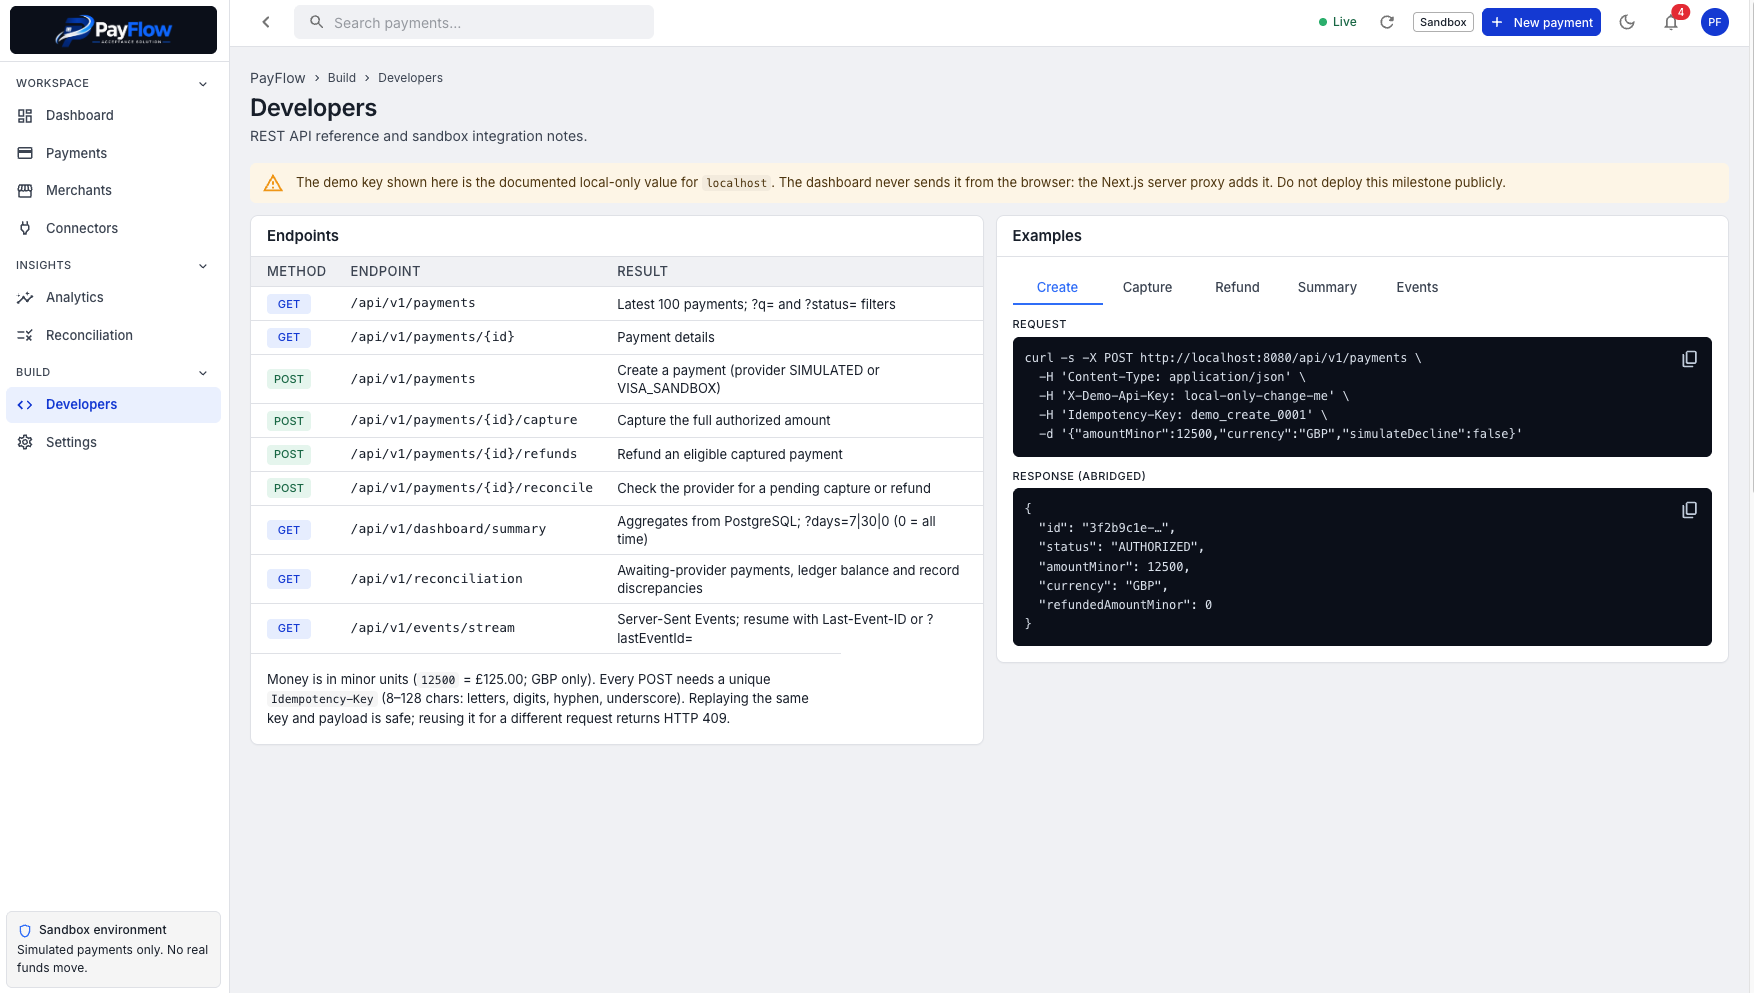 PayFlow
ACCEPTANCE SOLUTION
Search payments...
Live
Sandbox
New payment
4
PF
WORKSPACE
Dashboard
Payments
Merchants
Connectors
INSIGHTS
Analytics
Reconciliation
BUILD
Developers
Settings
Sandbox environment
Simulated payments only. No real
funds move.
PayFlow › Build › Developers
Developers
REST API reference and sandbox integration notes.
The demo key shown here is the documented local-only value for localhost. The dashboard never sends it from the browser: the Next.js server proxy adds it. Do not deploy this milestone publicly.
Endpoints
METHOD ENDPOINT RESULT
GET /api/v1/payments Latest 100 payments; ?q= and ?status= filters
GET /api/v1/payments/{id} Payment details
POST /api/v1/payments Create a payment (provider SIMULATED or
VISA_SANDBOX)
POST /api/v1/payments/{id}/capture Capture the full authorized amount
POST /api/v1/payments/{id}/refunds Refund an eligible captured payment
POST /api/v1/payments/{id}/reconcile Check the provider for a pending capture or refund
GET /api/v1/dashboard/summary Aggregates from PostgreSQL; ?days=7|30|0 (0 = all
time)
GET /api/v1/reconciliation Awaiting-provider payments, ledger balance and record
discrepancies
GET /api/v1/events/stream Server-Sent Events; resume with Last-Event-ID or ?
lastEventId=
Money is in minor units ( 12500 = £125.00; GBP only). Every POST needs a unique
Idempotency-Key (8–128 chars: letters, digits, hyphen, underscore). Replaying the same
key and payload is safe; reusing it for a different request returns HTTP 409.
Examples
Create Capture Refund Summary Events
REQUEST
curl -s -X POST http://localhost:8080/api/v1/payments \
-H 'Content-Type: application/json' \
-H 'X-Demo-Api-Key: local-only-change-me' \
-H 'Idempotency-Key: demo_create_0001' \
-d '{"amountMinor":12500,"currency":"GBP","simulateDecline":false}'
RESPONSE (ABRIDGED)
{
"id": "3f2b9c1e-…",
"status": "AUTHORIZED",
"amountMinor": 12500,
"currency": "GBP",
"refundedAmountMinor": 0
}